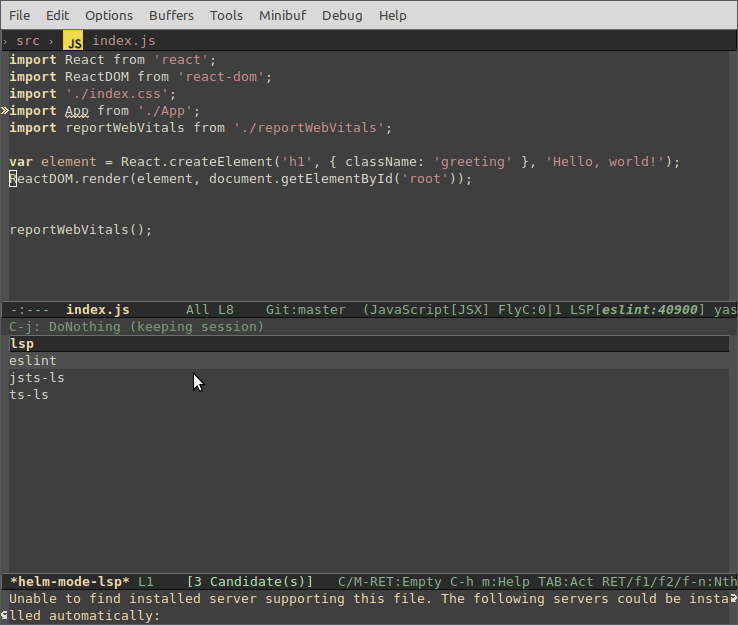 File Edit Options Buffers Tools Minibuf Debug Help
› src › JS index.js
import React from 'react';
import ReactDOM from 'react-dom';
import './index.css';
»import App from './App';
import reportWebVitals from './reportWebVitals';
var element = React.createElement('h1', { className: 'greeting' }, 'Hello, world!');
ReactDOM.render(element, document.getElementById('root'));
reportWebVitals();
-:--- index.js All L8 Git:master (JavaScript[JSX] FlyC:0|1 LSP[eslint:40900] yas
C-j: DoNothing (keeping session)
lsp
eslint
jsts-ls
ts-ls
*helm-mode-lsp* L1 [3 Candidate(s)] C/M-RET:Empty C-h m:Help TAB:Act RET/f1/f2/f-n:Nth
Unable to find installed server supporting this file. The following servers could be insta
lled automatically: